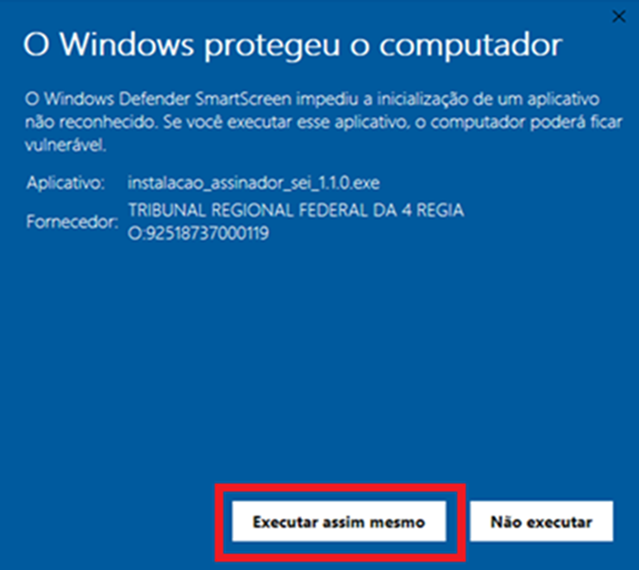 O Windows protegeu o computador
O Windows Defender SmartScreen impediu a inicialização de um aplicativo
não reconhecido. Se você executar esse aplicativo, o computador poderá ficar
vulnerável.
Aplicativo: instalacao_assinador_sei_1.1.0.exe
Fornecedor: TRIBUNAL REGIONAL FEDERAL DA 4 REGIA
O:92518737000119
Executar assim mesmo
Não executar